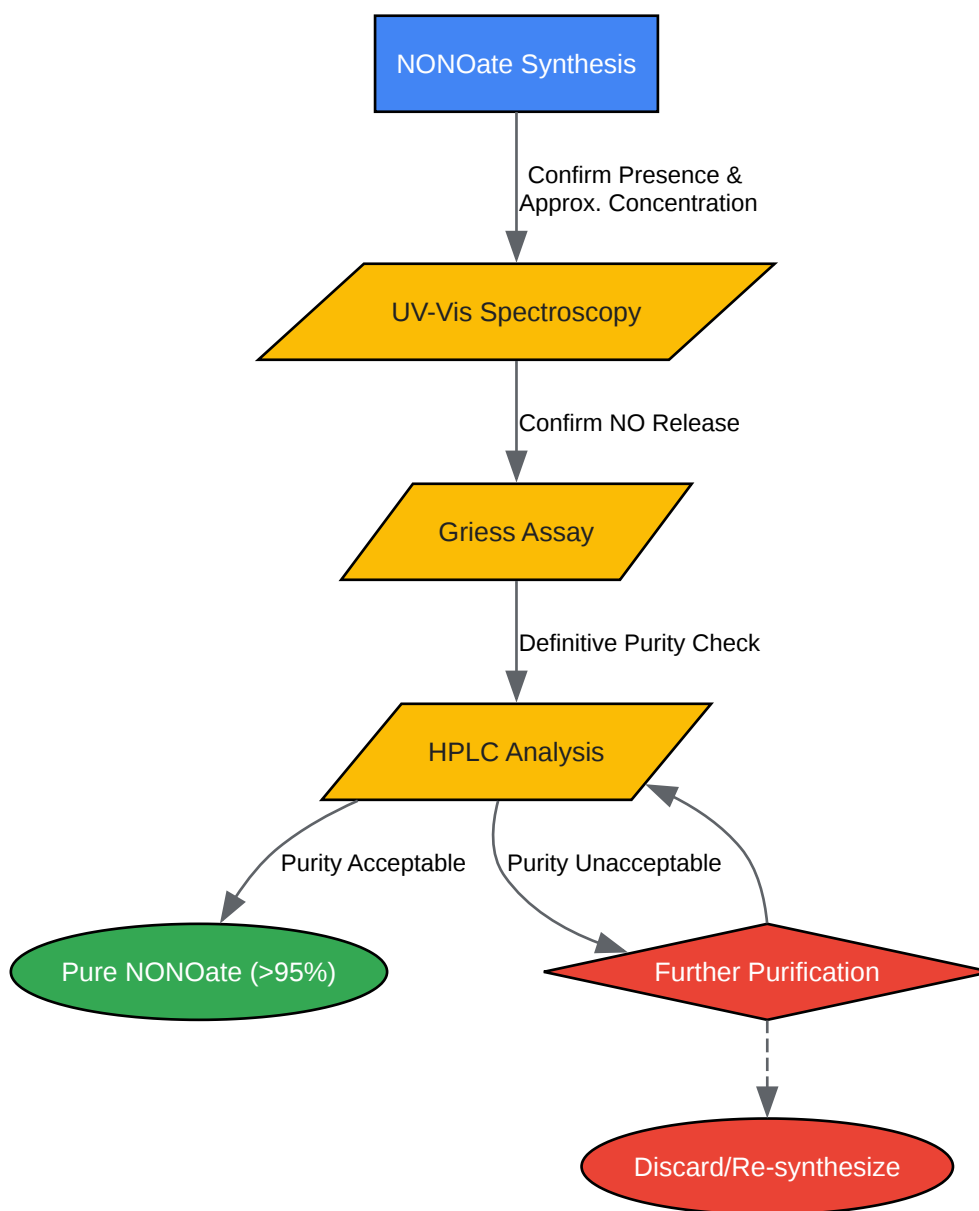 NONOate Synthesis
Confirm Presence &
Approx. Concentration
UV-Vis Spectroscopy
Confirm NO Release
Griess Assay
Definitive Purity Check
HPLC Analysis
Purity Acceptable
Purity Unacceptable
Pure NONOate (>95%)
Further Purification
Discard/Re-synthesize